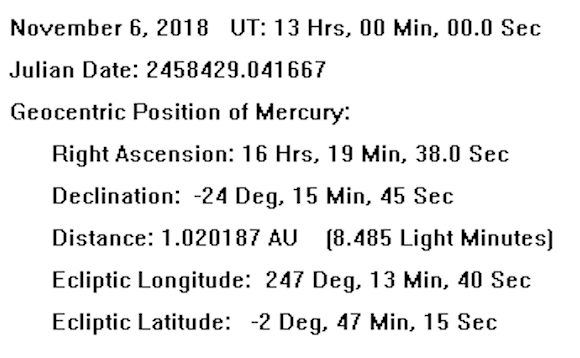 November 6, 2018 UT: 13 Hrs, 00 Min, 00.0 Sec
Julian Date: 2458429.041667
Geocentric Position of Mercury:
Right Ascension: 16 Hrs, 19 Min, 38.0 Sec
Declination: -24 Deg, 15 Min, 45 Sec
Distance: 1.020187 AU (8.485 Light Minutes)
Ecliptic Longitude: 247 Deg, 13 Min, 40 Sec
Ecliptic Latitude: -2 Deg, 47 Min, 15 Sec